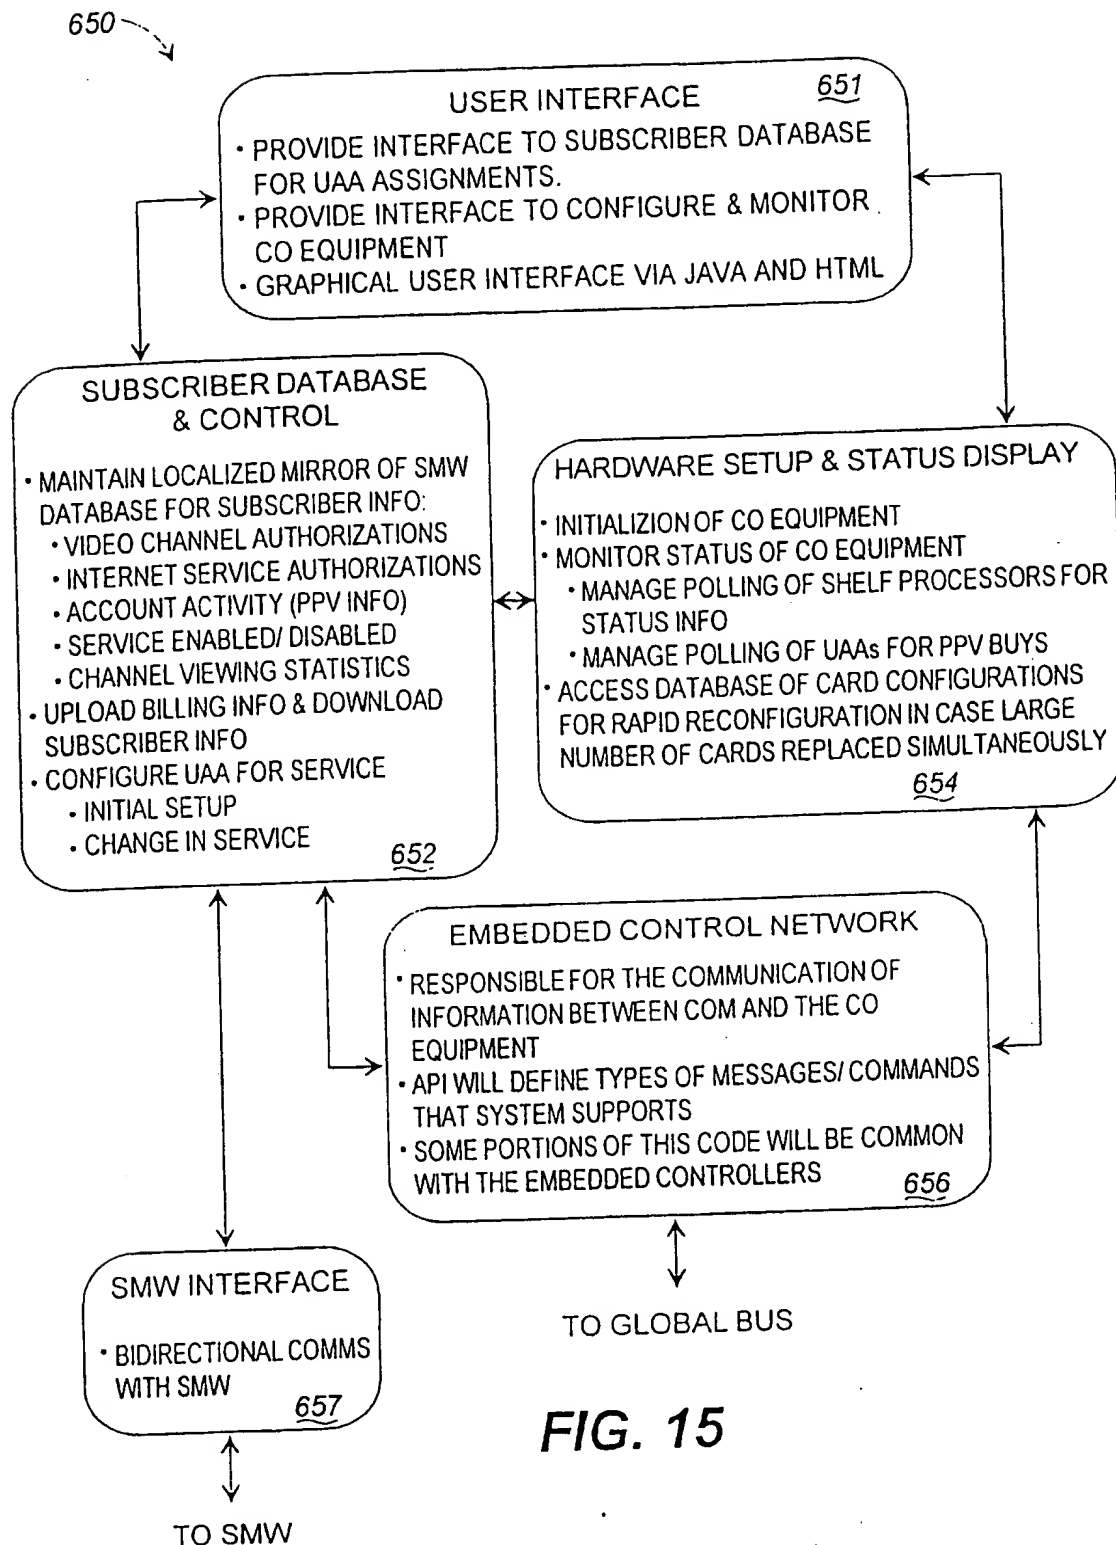 650
USER INTERFACE
651
• PROVIDE INTERFACE TO SUBSCRIBER DATABASE
FOR UAA ASSIGNMENTS.
• PROVIDE INTERFACE TO CONFIGURE & MONITOR
CO EQUIPMENT
• GRAPHICAL USER INTERFACE VIA JAVA AND HTML
SUBSCRIBER DATABASE
& CONTROL
• MAINTAIN LOCALIZED MIRROR OF SMW
DATABASE FOR SUBSCRIBER INFO:
• VIDEO CHANNEL AUTHORIZATIONS
• INTERNET SERVICE AUTHORIZATIONS
• ACCOUNT ACTIVITY (PPV INFO)
• SERVICE ENABLED/ DISABLED
• CHANNEL VIEWING STATISTICS
• UPLOAD BILLING INFO & DOWNLOAD
SUBSCRIBER INFO
• CONFIGURE UAA FOR SERVICE
• INITIAL SETUP
• CHANGE IN SERVICE
652
HARDWARE SETUP & STATUS DISPLAY
• INITIALIZION OF CO EQUIPMENT
• MONITOR STATUS OF CO EQUIPMENT
• MANAGE POLLING OF SHELF PROCESSORS FOR
STATUS INFO
• MANAGE POLLING OF UAAs FOR PPV BUYS
• ACCESS DATABASE OF CARD CONFIGURATIONS
FOR RAPID RECONFIGURATION IN CASE LARGE
NUMBER OF CARDS REPLACED SIMULTANEOUSLY
654
EMBEDDED CONTROL NETWORK
• RESPONSIBLE FOR THE COMMUNICATION OF
INFORMATION BETWEEN COM AND THE CO
EQUIPMENT
• API WILL DEFINE TYPES OF MESSAGES/ COMMANDS
THAT SYSTEM SUPPORTS
• SOME PORTIONS OF THIS CODE WILL BE COMMON
WITH THE EMBEDDED CONTROLLERS
656
SMW INTERFACE
• BIDIRECTIONAL COMMS
WITH SMW
657
TO GLOBAL BUS
TO SMW
FIG. 15